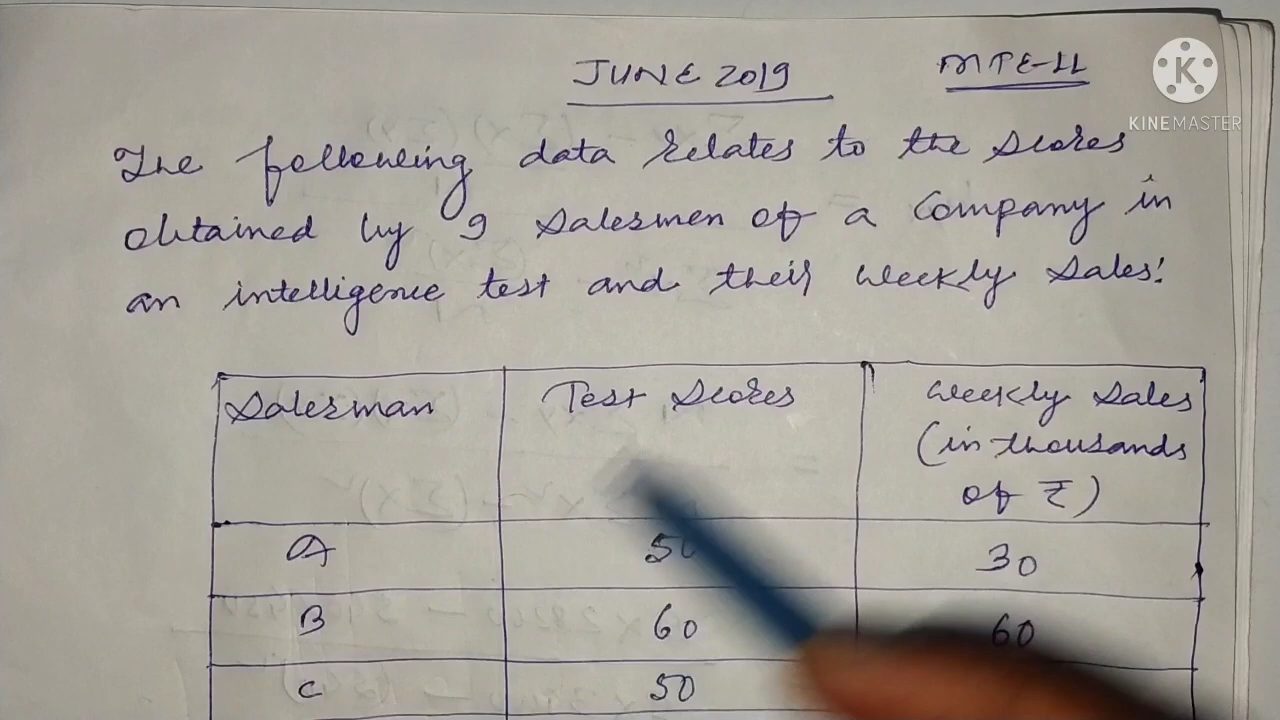 JUNE 2019 MTE-11
K
KINEMASTER
The following data relates to the scores
obtained by 9 salesmen of a company in
an intelligence test and their weekly sales:
Salesman Test Scores Weekly Sales
(in thousands
of ₹)
A 50 30
B 60 60
C 50